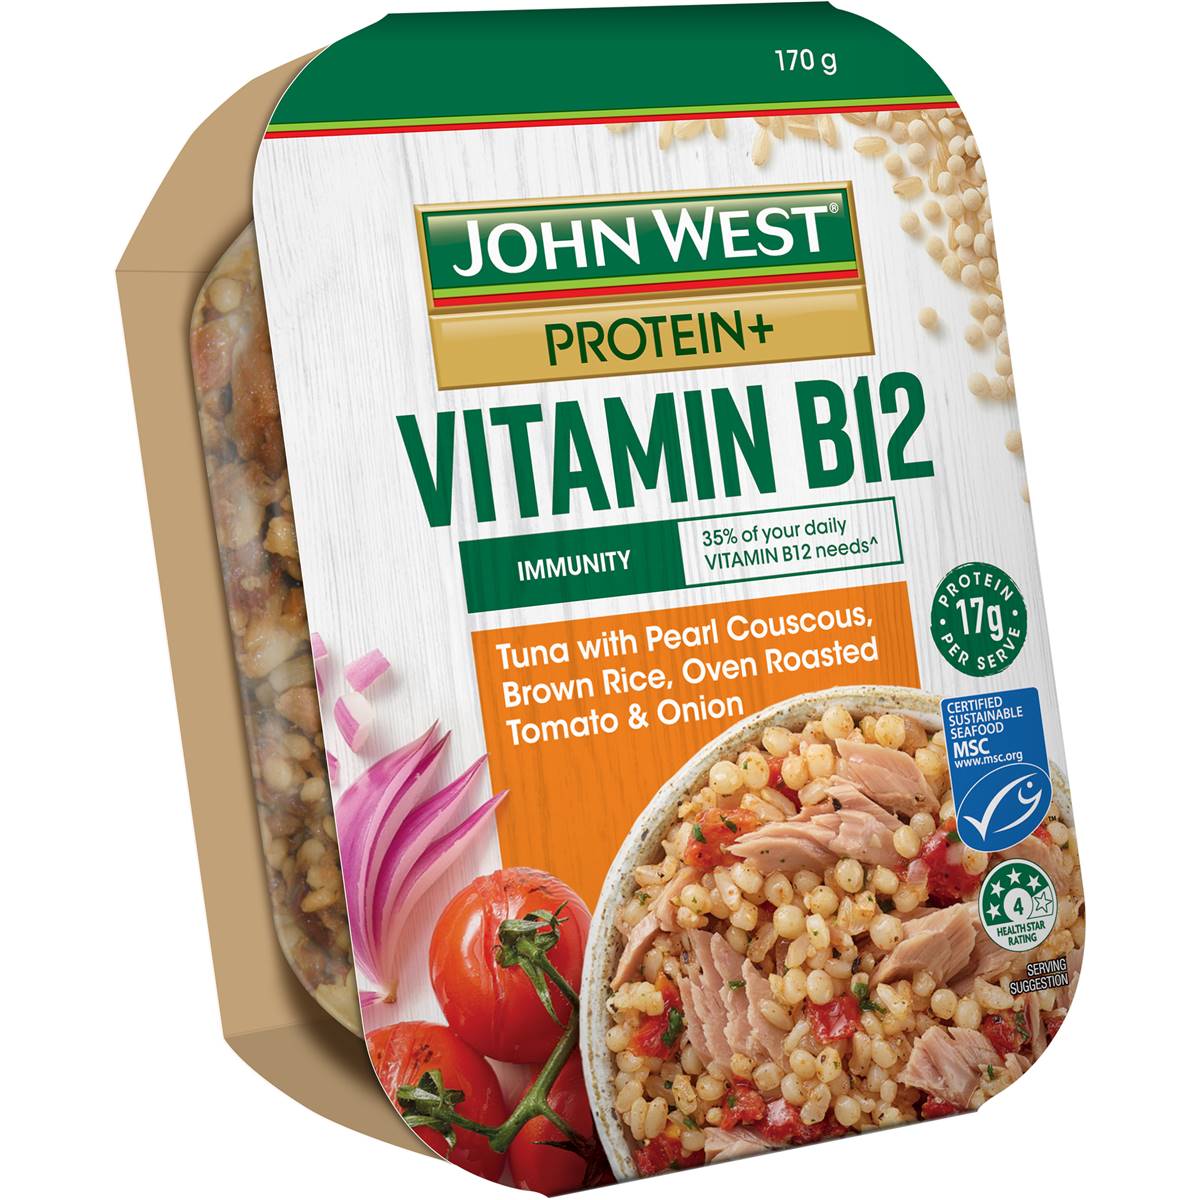 170 g
JOHN WEST®
PROTEIN+
VITAMIN B12
IMMUNITY
35% of your daily
VITAMIN B12 needs^
Tuna with Pearl Couscous,
Brown Rice, Oven Roasted
Tomato & Onion
PROTEIN
17g
PER SERVE
CERTIFIED
SUSTAINABLE
SEAFOOD
MSC
www.msc.org
TM
4
HEALTH STAR
RATING
SERVING
SUGGESTION